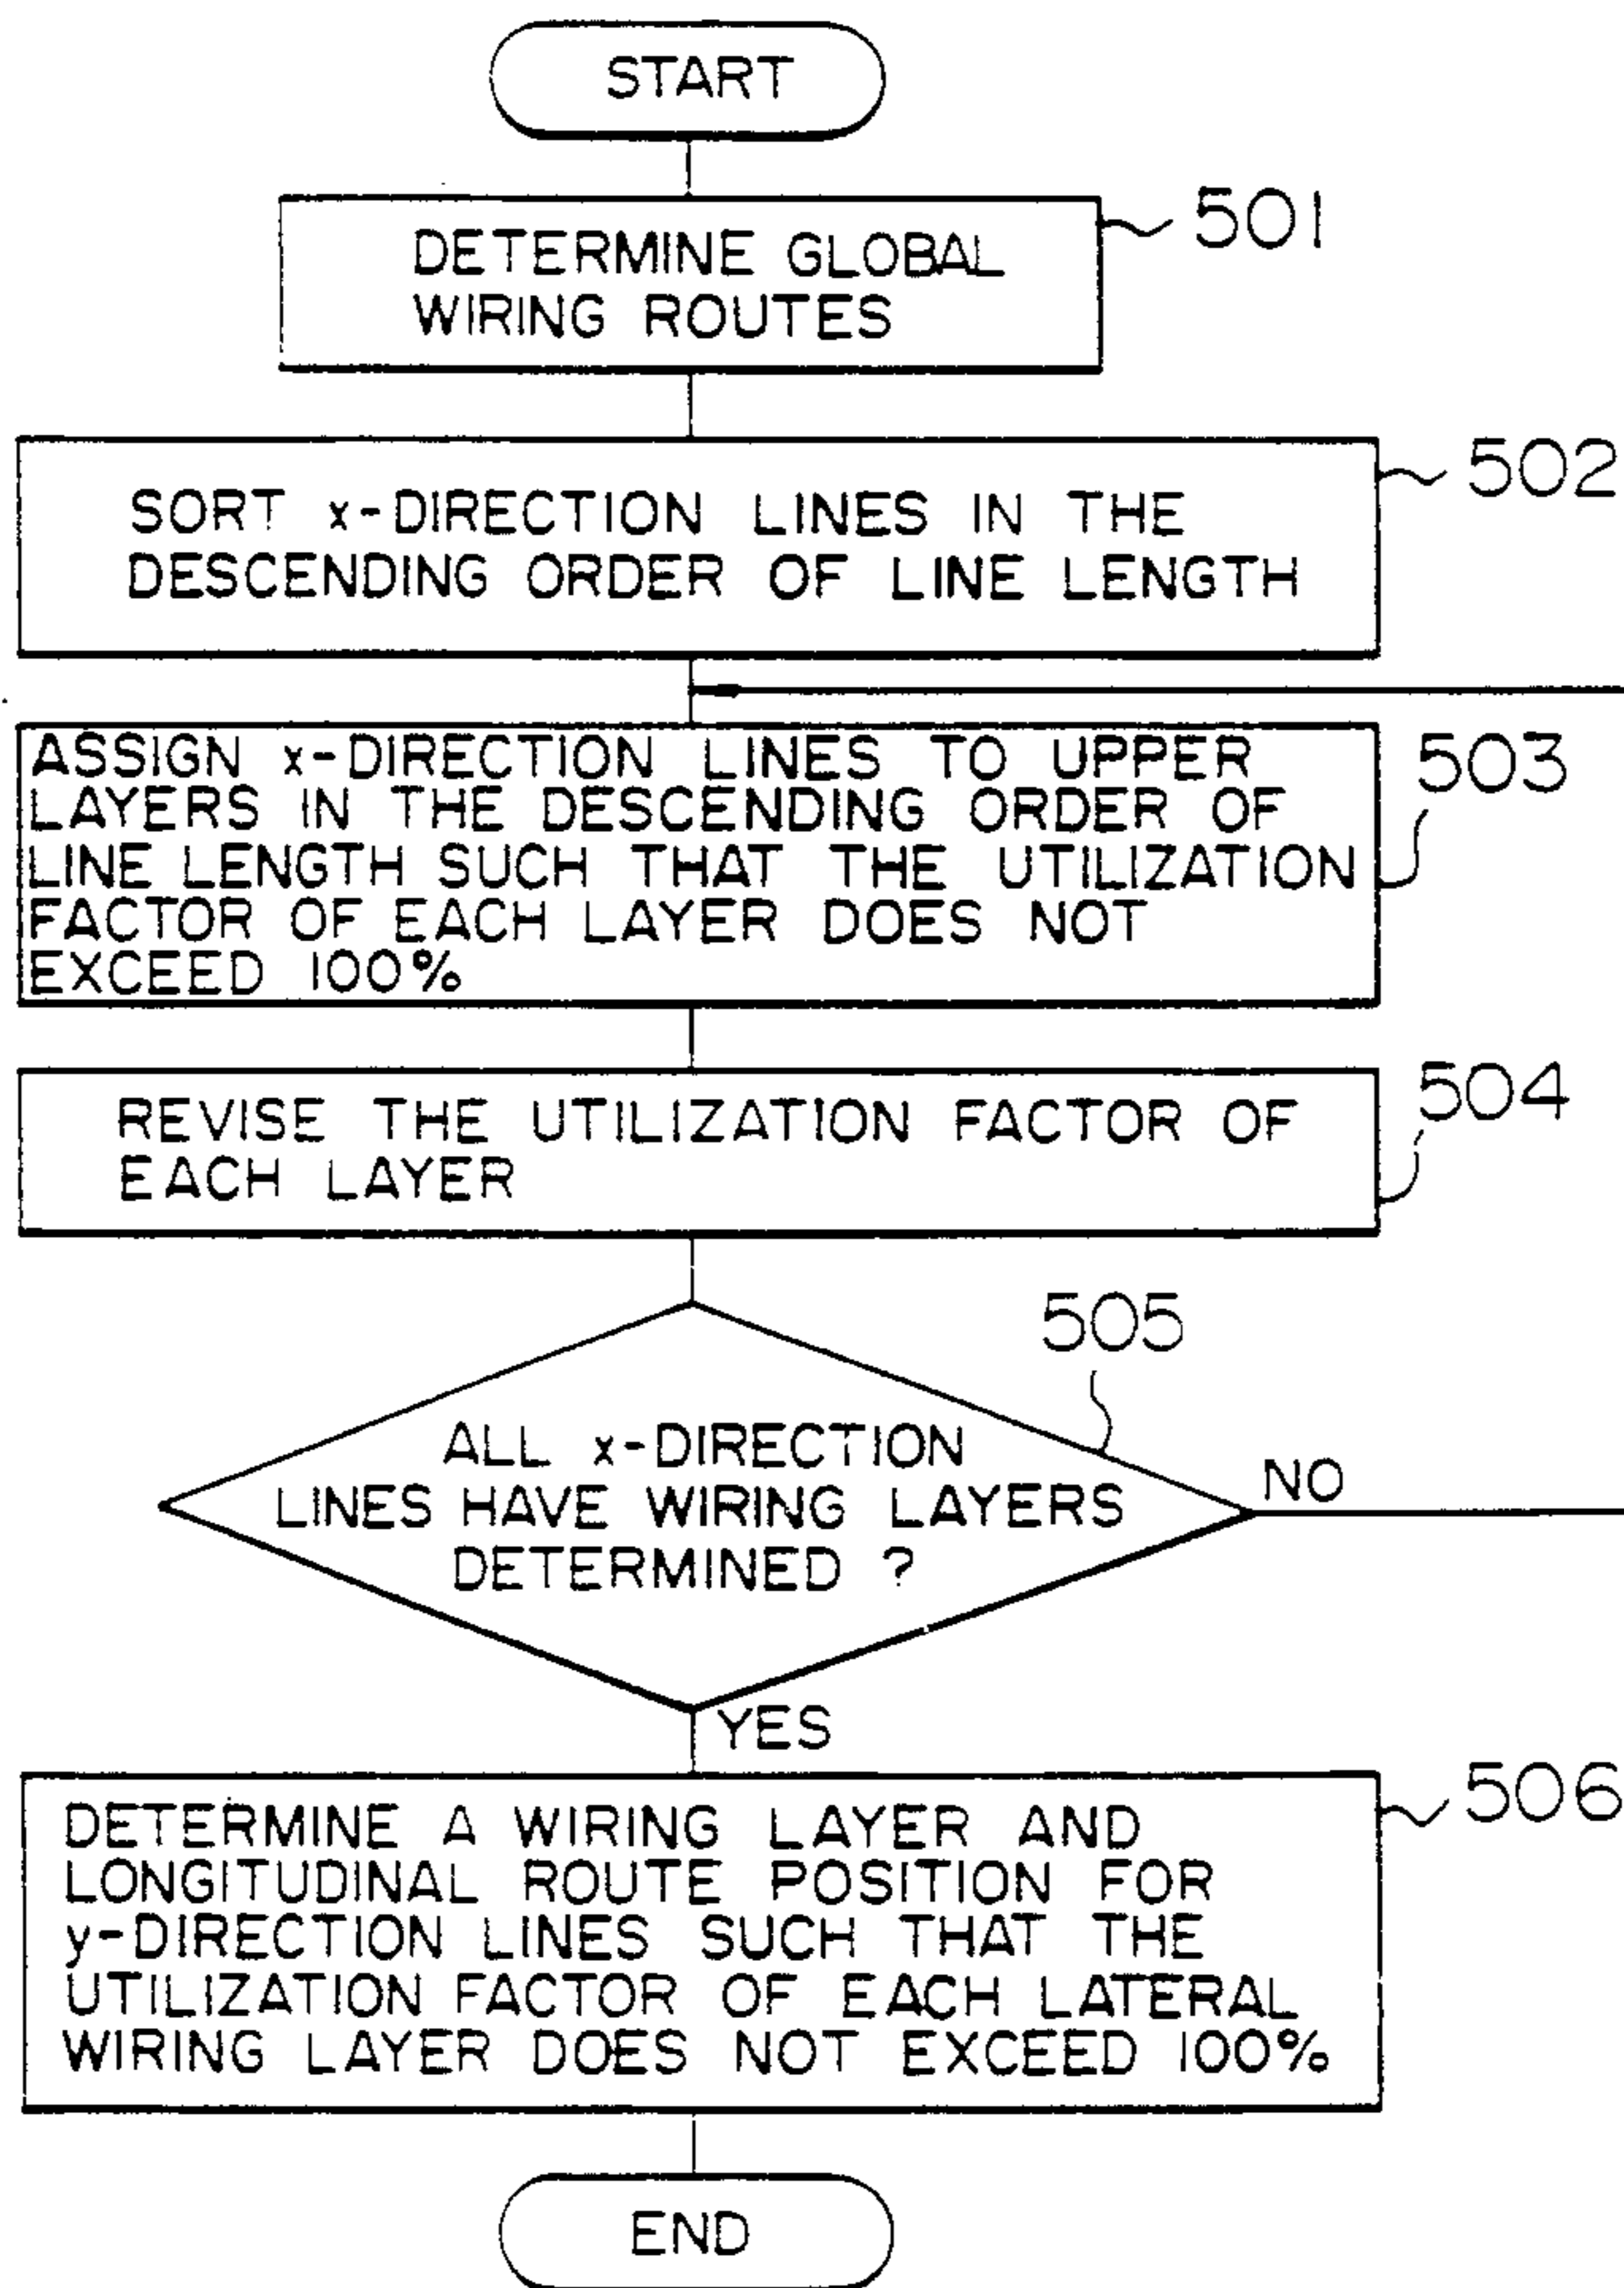 START
501
DETERMINE GLOBAL
WIRING ROUTES
502
SORT x-DIRECTION LINES IN THE
DESCENDING ORDER OF LINE LENGTH
503
ASSIGN x-DIRECTION LINES TO UPPER
LAYERS IN THE DESCENDING ORDER OF
LINE LENGTH SUCH THAT THE UTILIZATION
FACTOR OF EACH LAYER DOES NOT
EXCEED 100%
504
REVISE THE UTILIZATION FACTOR OF
EACH LAYER
505
ALL x-DIRECTION
LINES HAVE WIRING LAYERS
DETERMINED ?
NO
YES
506
DETERMINE A WIRING LAYER AND
LONGITUDINAL ROUTE POSITION FOR
y-DIRECTION LINES SUCH THAT THE
UTILIZATION FACTOR OF EACH LATERAL
WIRING LAYER DOES NOT EXCEED 100%
END